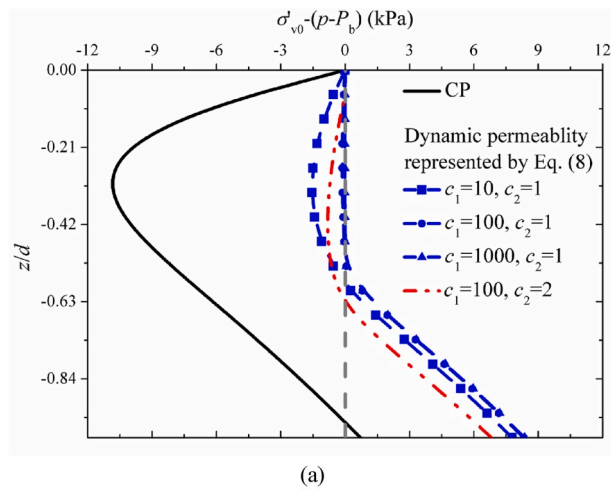 σ'v0-(p-Pb) (kPa)
-12 -9 -6 -3 0 3 6 9 12
0.00
CP
Dynamic permeablity
-0.21
represented by Eq. (8)
c1=10, c2=1
-0.42
c1=100, c2=1
c1=1000, c2=1
-0.63
c1=100, c2=2
-0.84
z/d
(a)